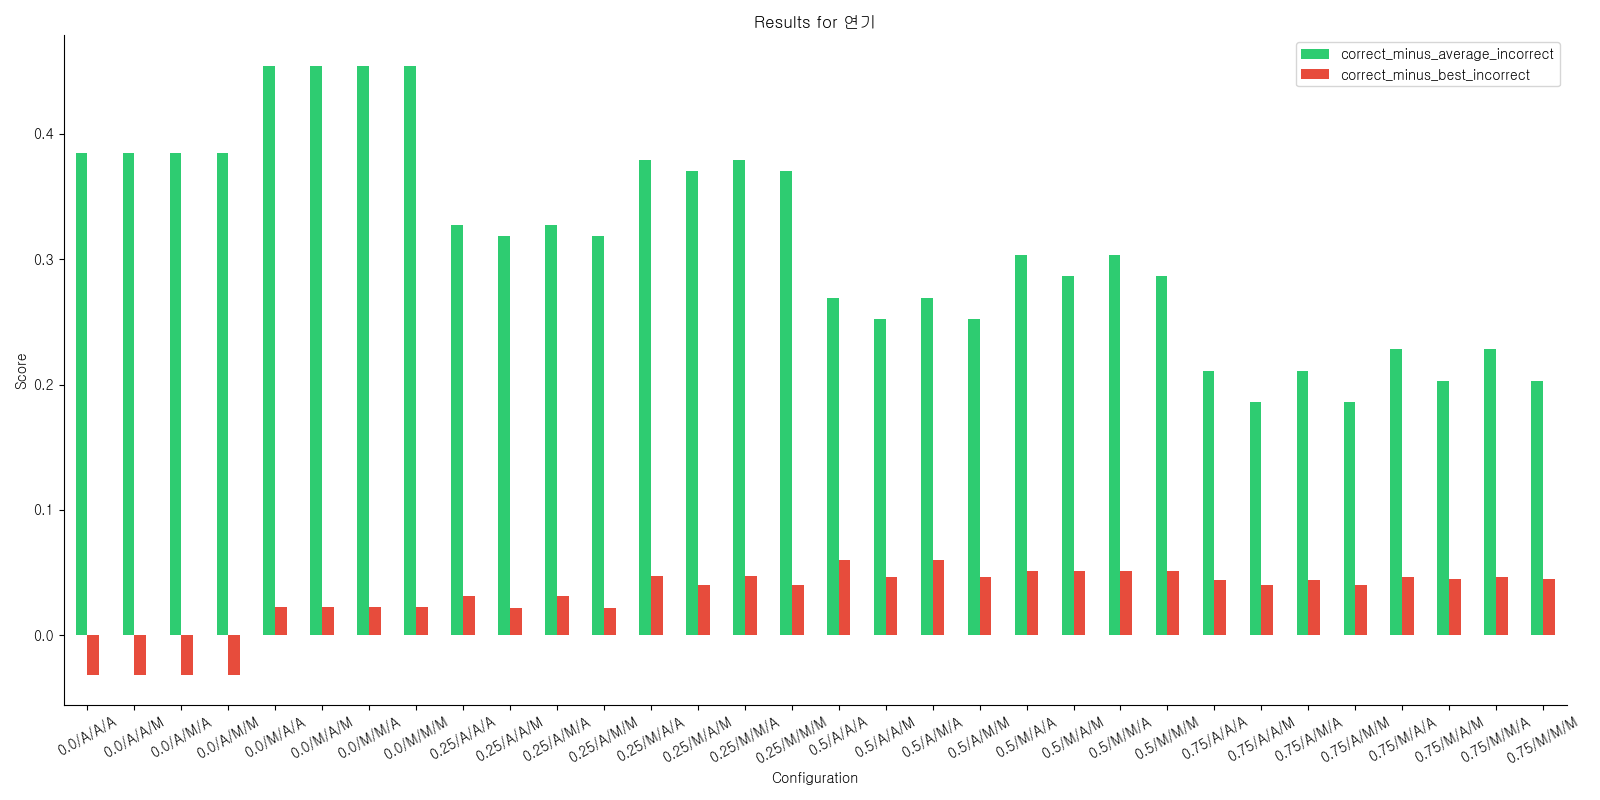 Results for 연기
correct_minus_average_incorrect
correct_minus_best_incorrect
Score
0.4
0.3
0.2
0.1
0.0
0.0/A/A/A
0.0/A/A/M
0.0/A/M/A
0.0/A/M/M
0.0/M/A/A
0.0/M/A/M
0.0/M/M/A
0.0/M/M/M
0.25/A/A/A
0.25/A/A/M
0.25/A/M/A
0.25/A/M/M
0.25/M/A/A
0.25/M/A/M
0.25/M/M/A
0.25/M/M/M
0.5/A/A/A
0.5/A/A/M
0.5/A/M/A
0.5/A/M/M
0.5/M/A/A
0.5/M/A/M
0.5/M/M/A
0.5/M/M/M
0.75/A/A/A
0.75/A/A/M
0.75/A/M/A
0.75/A/M/M
0.75/M/A/A
0.75/M/A/M
0.75/M/M/A
0.75/M/M/M
Configuration